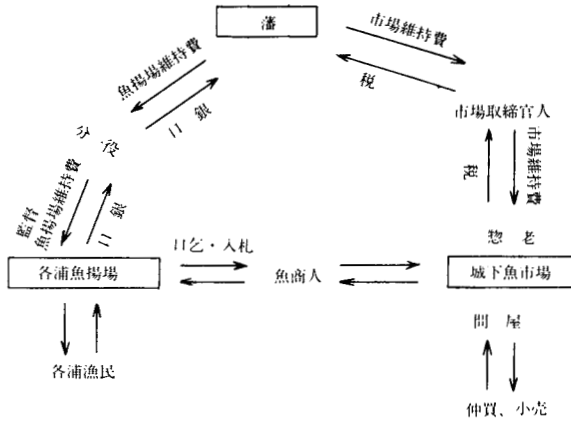 藩
市場維持費
税
魚揚場維持費
口銀
分一役
市場取締官人
税
市場維持費
監督
魚揚場維持費
口銀
惣老
各浦魚揚場
口乞・入札
魚商人
城下魚市場
問屋
各浦漁民
仲買、小売